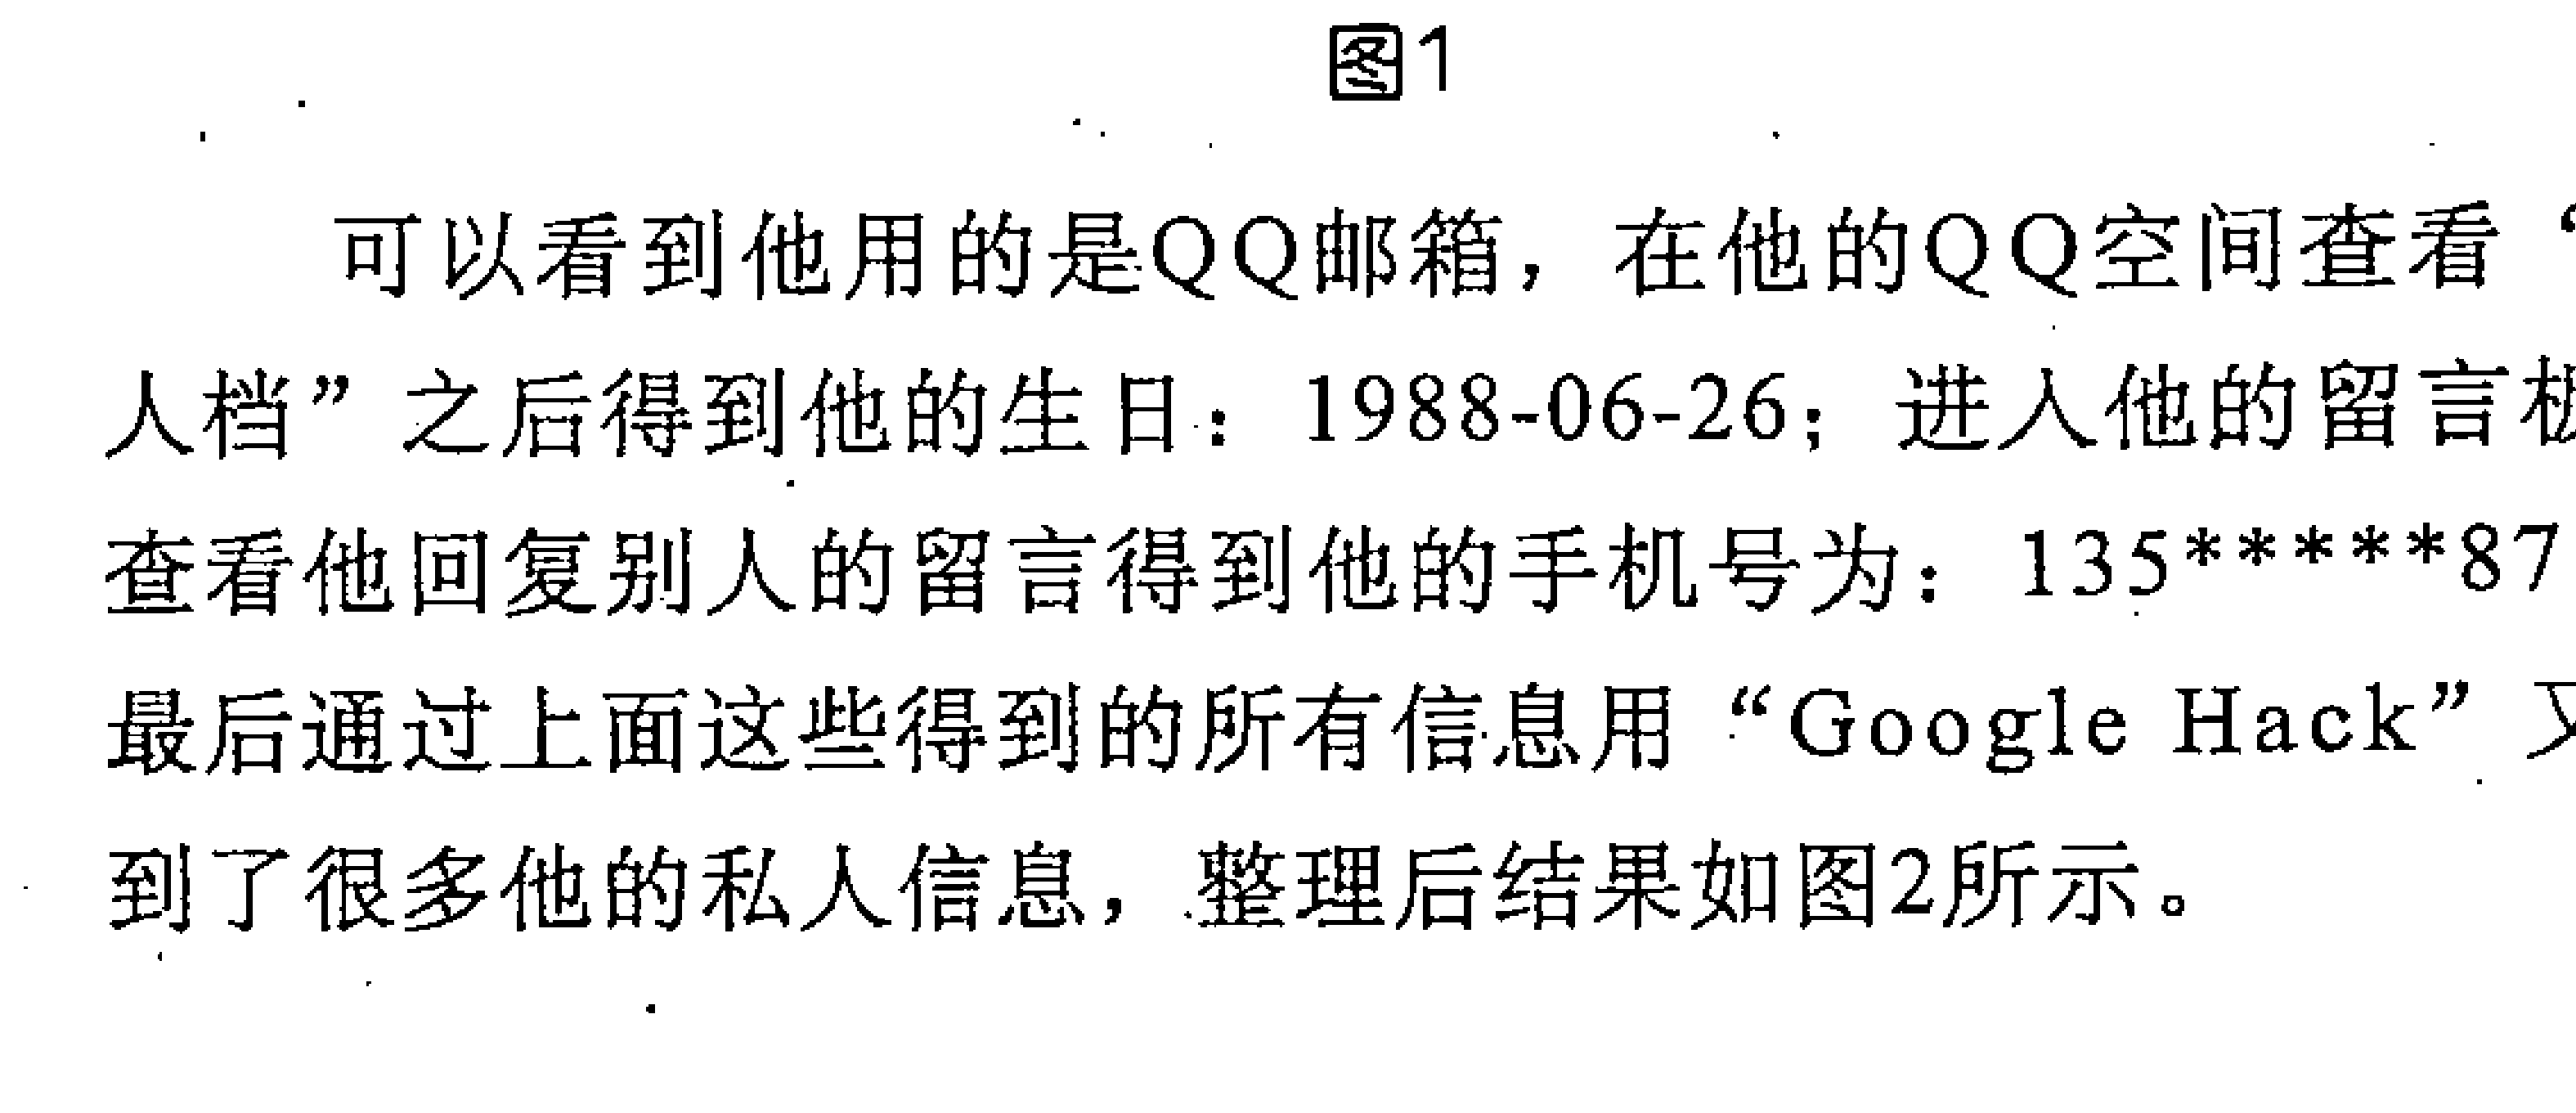 图1
可以看到他用的是QQ邮箱，在他的QQ空间查看“
人档”之后得到他的生日：1988-06-26；进入他的留言
查看他回复别人的留言得到他的手机号为：135*****87
最后通过上面这些得到的所有信息用“Google Hack”又
到了很多他的私人信息，整理后结果如图2所示。